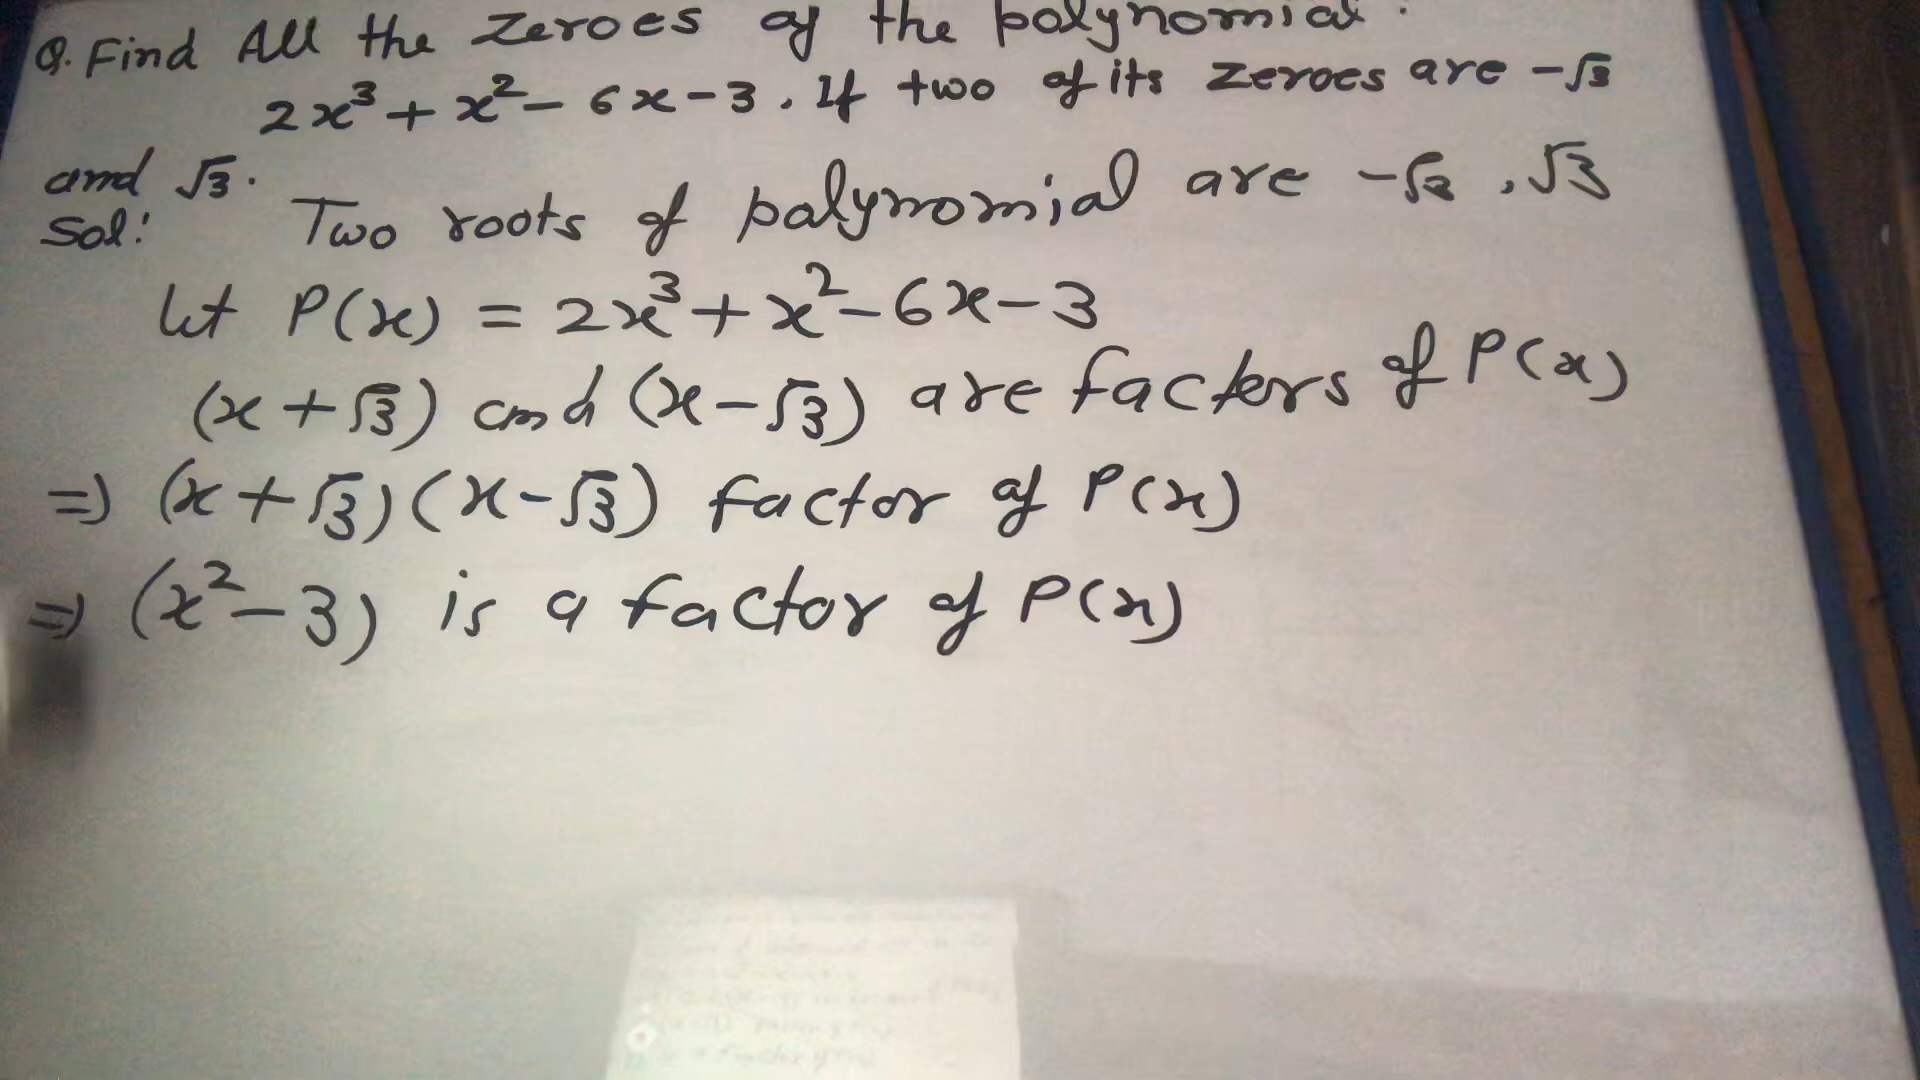 Q. Find All the zeroes of the polynomial.
2x³ + x² - 6x - 3. If two of its zeroes are -√3
and √3.
Sol: Two roots of polynomial are -√3, √3
let P(x) = 2x³ + x² - 6x - 3
(x + √3) and (x - √3) are factors of P(x)
⇒ (x + √3) (x - √3) factor of P(x)
⇒ (x² - 3) is a factor of P(x)